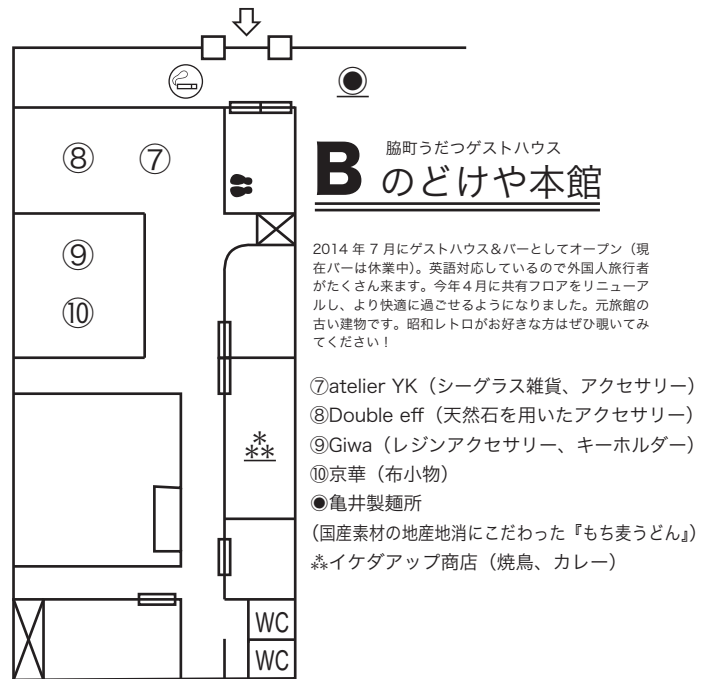 ⑧ ⑦
⑨
⑩
◉
⁂
WC
WC
B
脇町うだつゲストハウス
のどけや本館
2014 年 7 月にゲストハウス&バーとしてオープン（現
在バーは休業中)。英語対応しているので外国人旅行者
がたくさん来ます。今年４月に共有フロアをリニューア
ルし、より快適に過ごせるようになりました。元旅館の
古い建物です。昭和レトロがお好きな方はぜひ覗いてみ
てください！
⑦atelier YK（シーグラス雑貨、アクセサリー）
⑧Double eff（天然石を用いたアクセサリー）
⑨Giwa（レジンアクセサリー、キーホルダー）
⑩京華（布小物）
◉亀井製麺所
（国産素材の地産地消にこだわった『もち麦うどん』）
⁂イケダアップ商店（焼鳥、カレー）